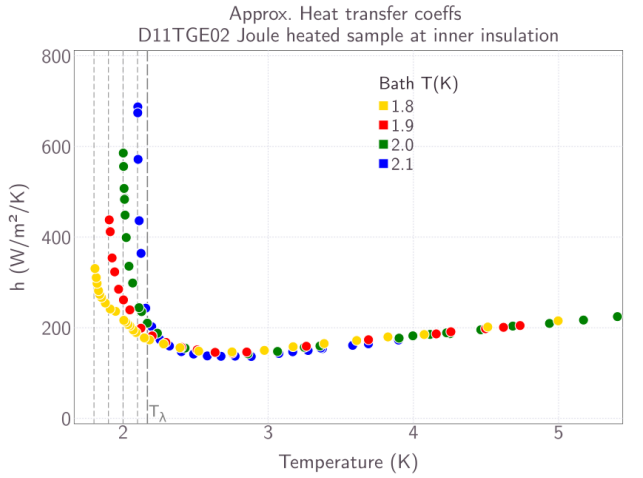 Approx. Heat transfer coeffs
D11TGE02 Joule heated sample at inner insulation
800
600
400
200
0
h (W/m²/K)
Bath T(K)
1.8
1.9
2.0
2.1
T_λ
2
3
4
5
Temperature (K)